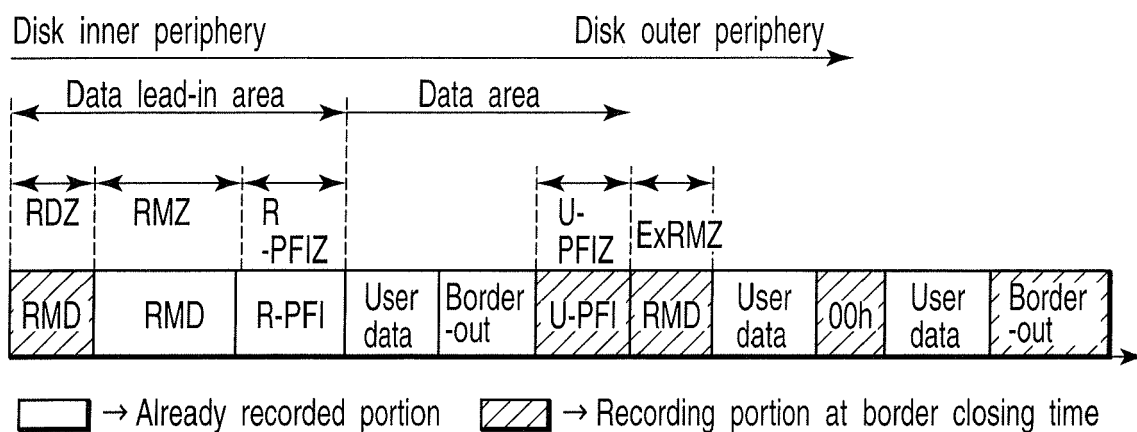 Disk inner periphery Disk outer periphery
Data lead-in area Data area
RDZ RMZ R
-PFIZ U-
PFIZ ExRMZ
RMD RMD R-PFI User
data Border
-out U-PFI RMD User
data 00h User
data Border
-out
→ Already recorded portion → Recording portion at border closing time